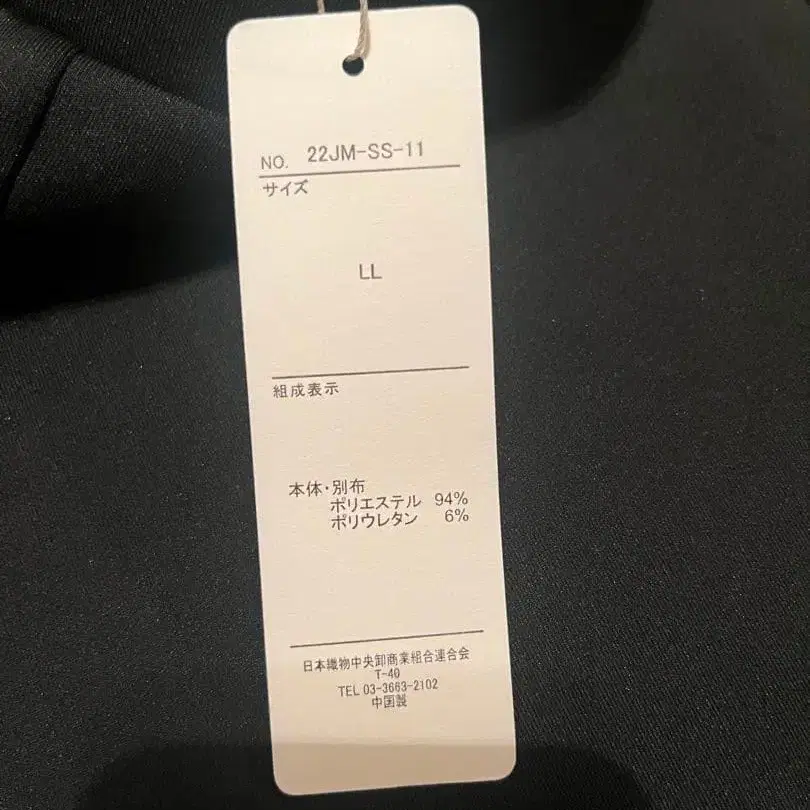 NO. 22JM-SS-11
サイズ
LL
組成表示
本体・別布
ポリエステル 94%
ポリウレタン 6%
日本織物中央卸商業組合連合会
T-40
TEL 03-3663-2102
中国製